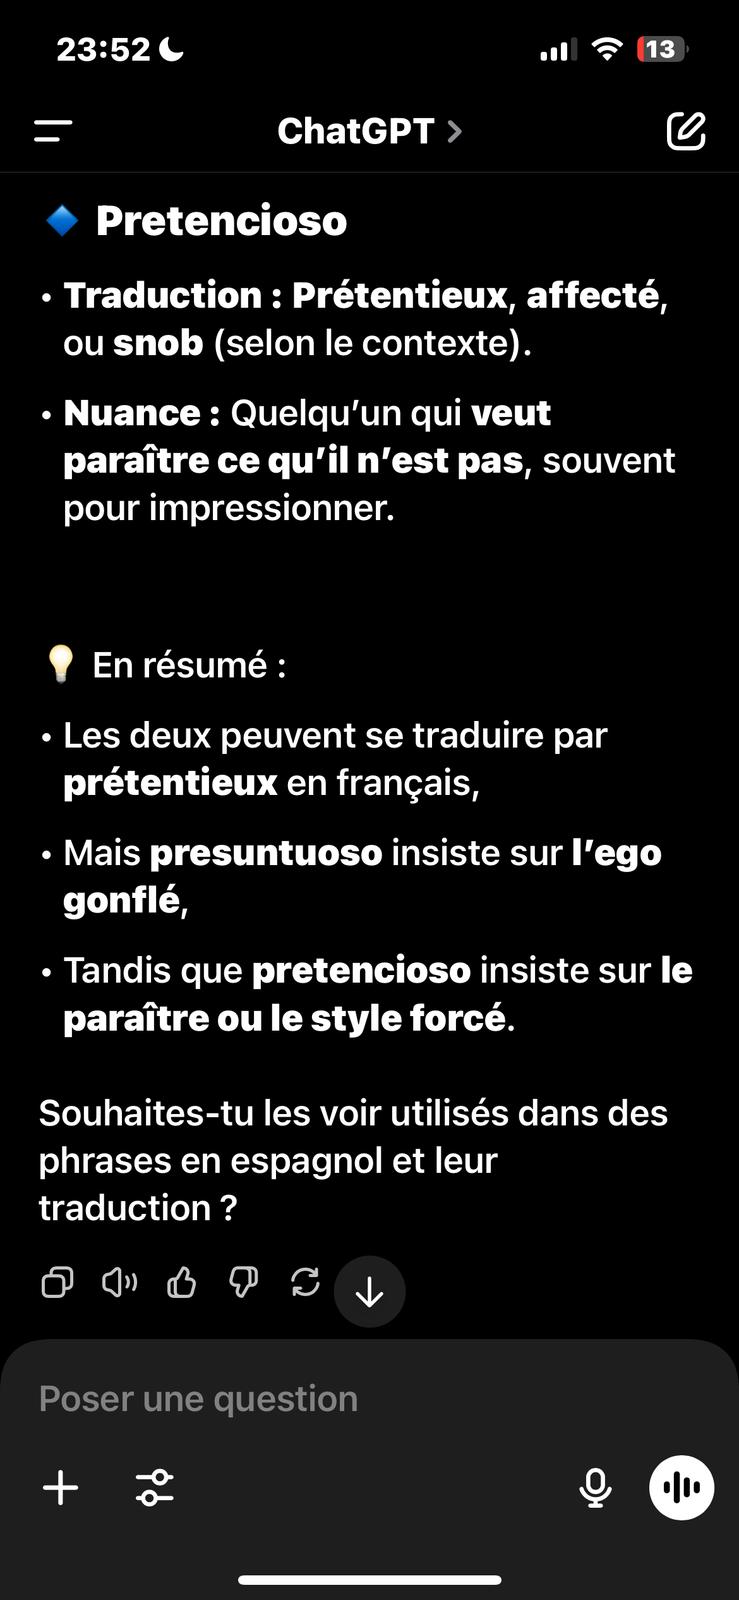 23:52
13
ChatGPT
Pretencioso
• Traduction : Prétentieux, affecté,
ou snob (selon le contexte).
• Nuance : Quelqu’un qui veut
paraître ce qu’il n’est pas, souvent
pour impressionner.
En résumé :
• Les deux peuvent se traduire par
prétentieux en français,
• Mais presuntuoso insiste sur l’ego
gonflé,
• Tandis que pretencioso insiste sur le
paraître ou le style forcé.
Souhaites-tu les voir utilisés dans des
phrases en espagnol et leur
traduction ?
Poser une question